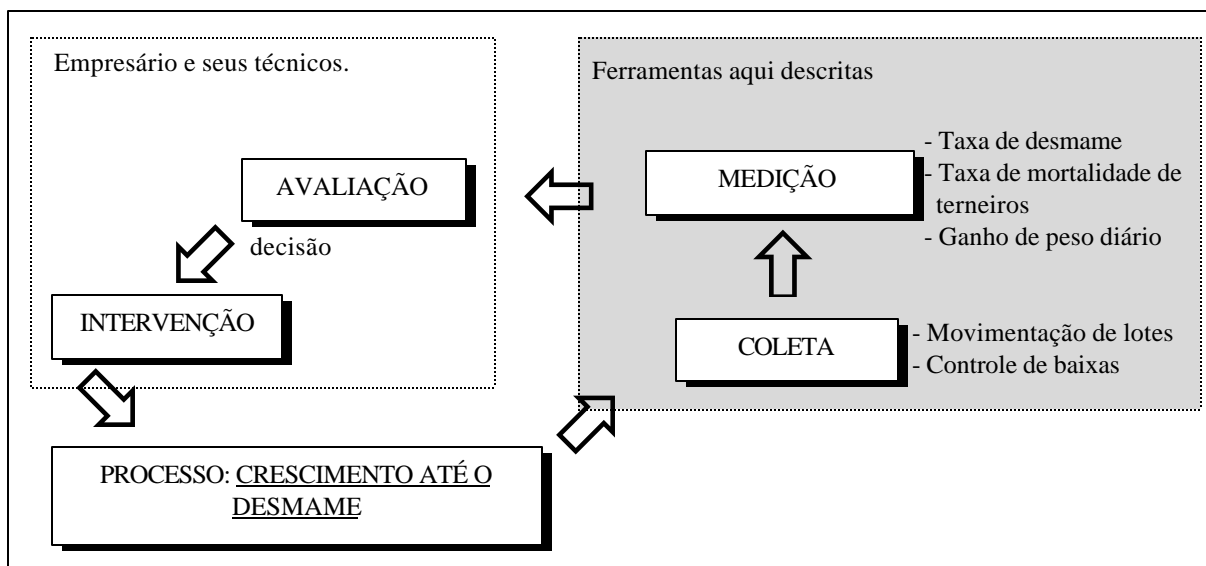 Empresário e seus técnicos.
AVALIAÇÃO
decisão
INTERVENÇÃO
Ferramentas aqui descritas
MEDIÇÃO
- Taxa de desmame
- Taxa de mortalidade de
terneiros
- Ganho de peso diário
COLETA
- Movimentação de lotes
- Controle de baixas
PROCESSO: CRESCIMENTO ATÉ O
DESMAME